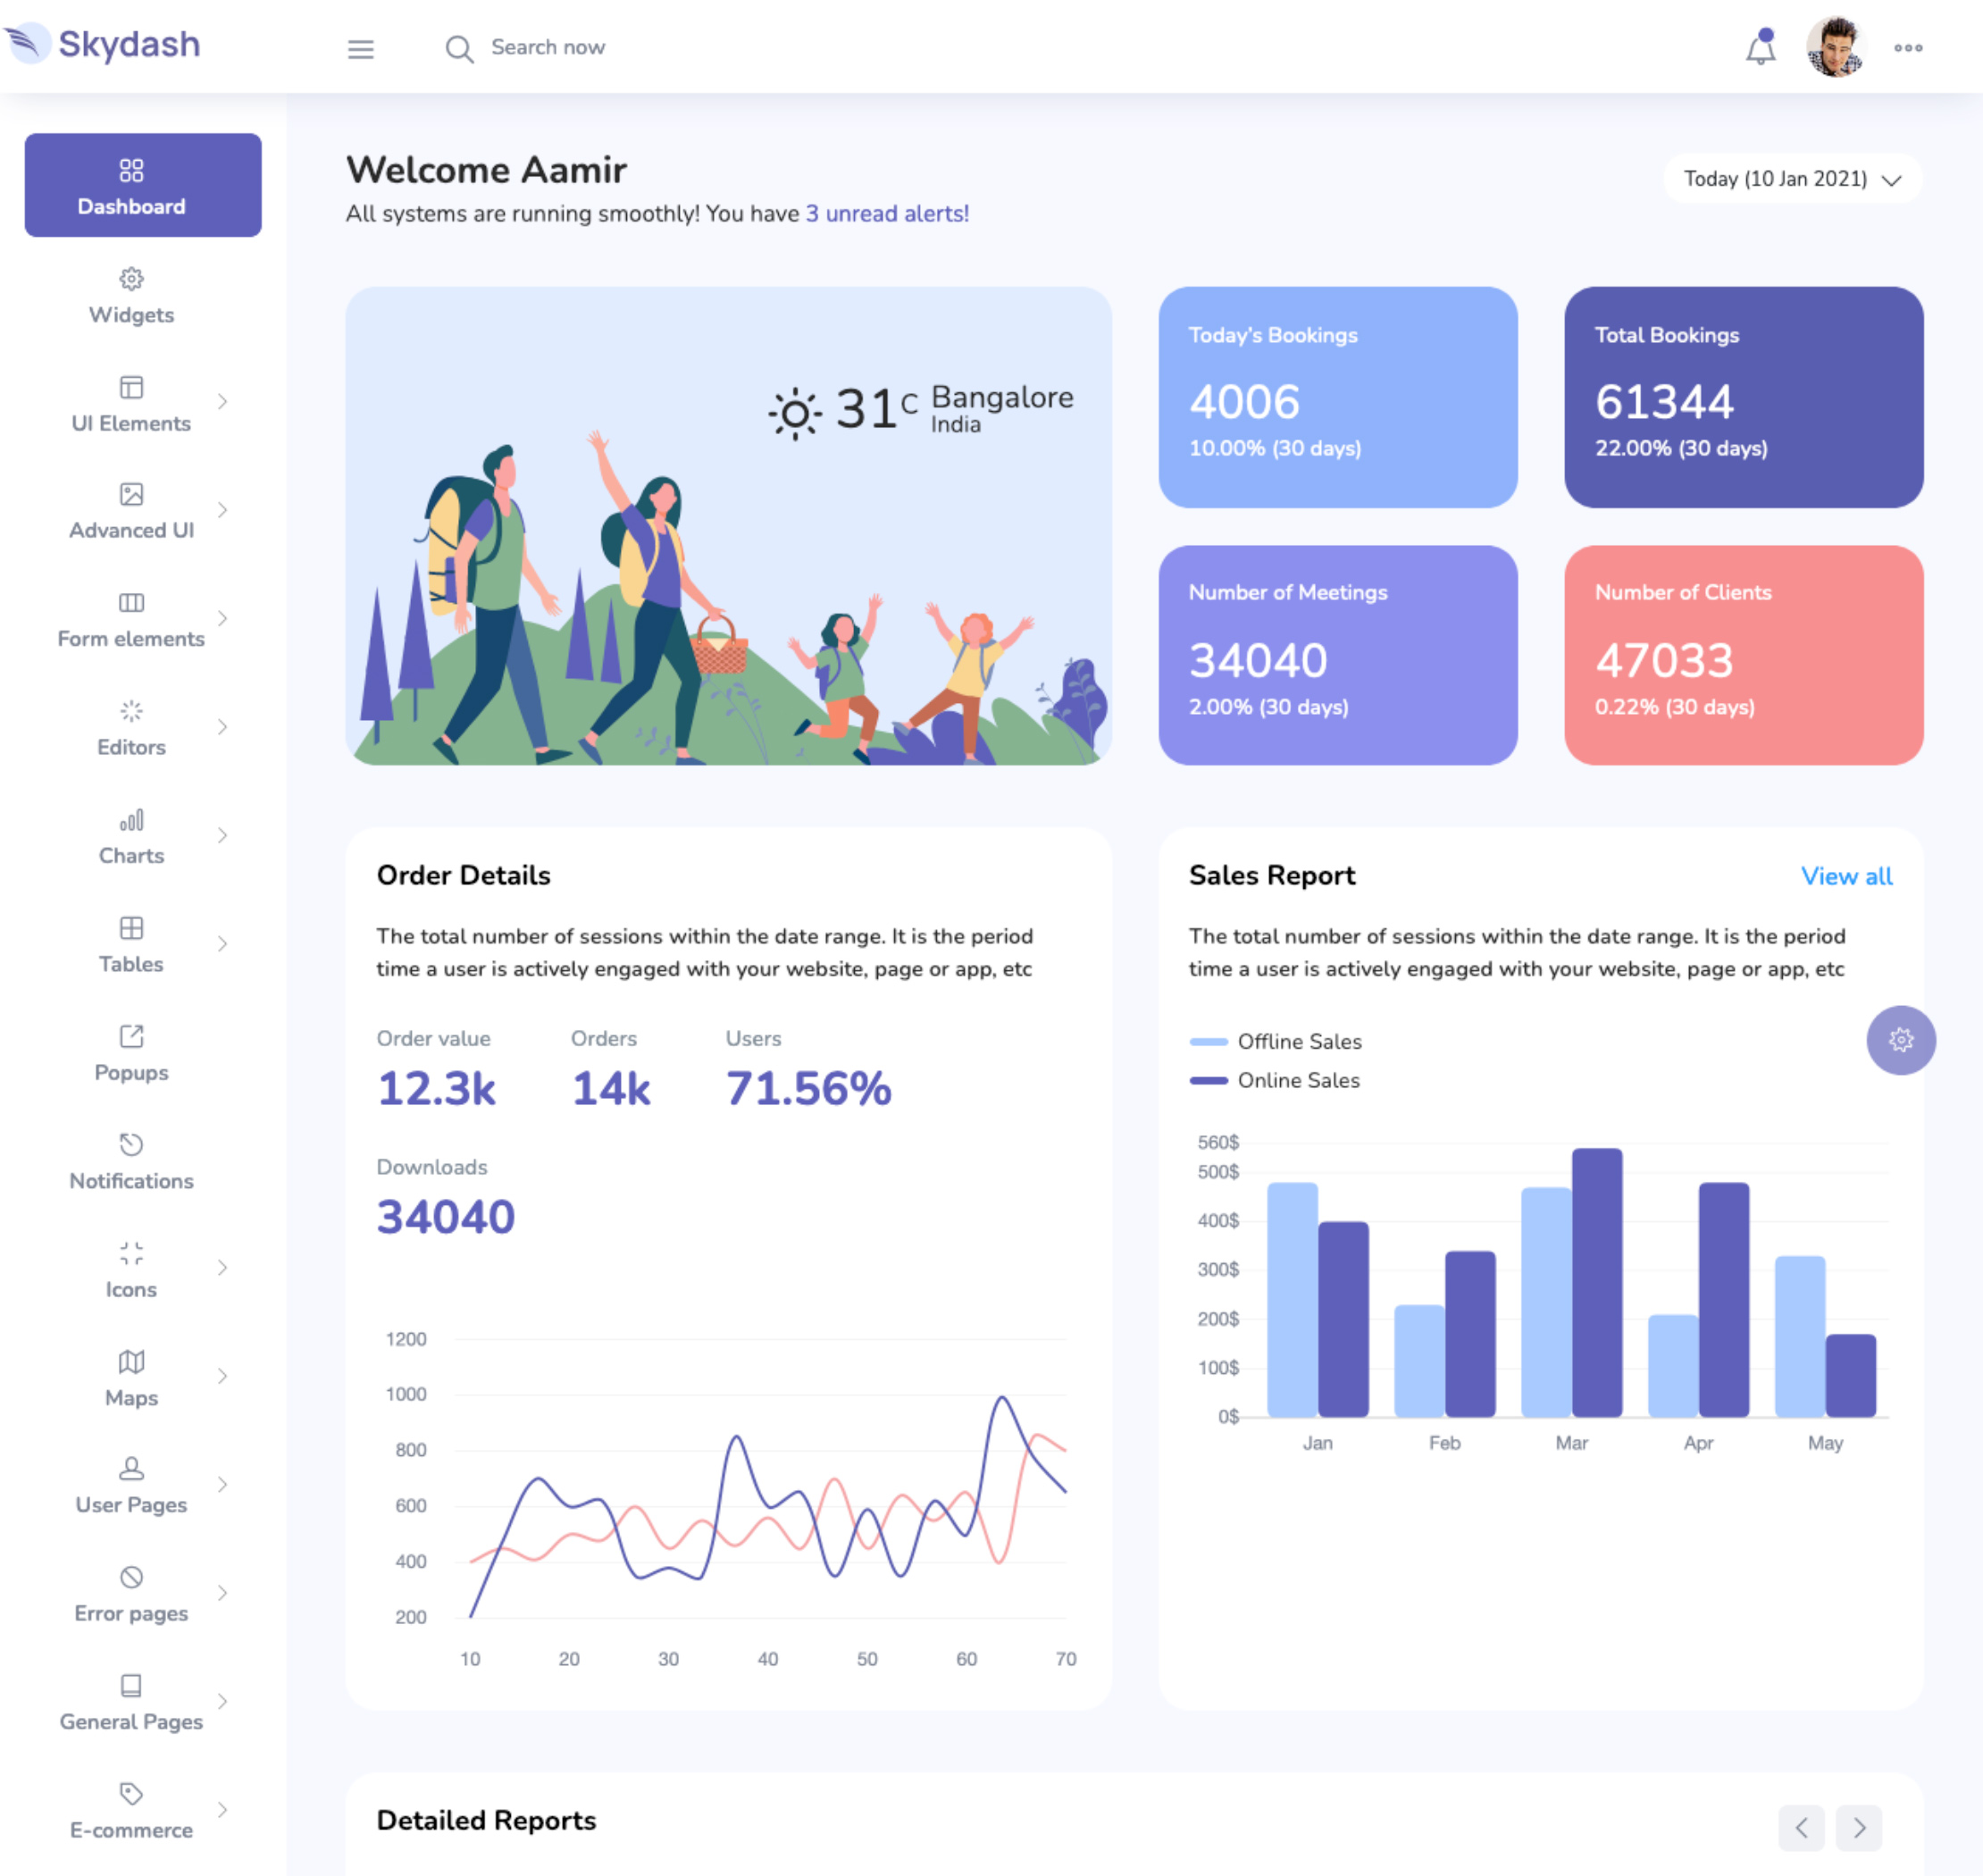 Skydash
Search now
Dashboard
Widgets
UI Elements
Advanced UI
Form elements
Editors
Charts
Tables
Popups
Notifications
Icons
Maps
User Pages
Error pages
General Pages
E-commerce
Welcome Aamir
All systems are running smoothly! You have 3 unread alerts!
Today (10 Jan 2021)
31 C Bangalore
India
Today's Bookings
4006
10.00% (30 days)
Total Bookings
61344
22.00% (30 days)
Number of Meetings
34040
2.00% (30 days)
Number of Clients
47033
0.22% (30 days)
Order Details
The total number of sessions within the date range. It is the period
time a user is actively engaged with your website, page or app, etc
Order value Orders Users
12.3k 14k 71.56%
Downloads
34040
1200
1000
800
600
400
200
10 20 30 40 50 60 70
Sales Report View all
The total number of sessions within the date range. It is the period
time a user is actively engaged with your website, page or app, etc
Offline Sales
Online Sales
560$
500$
400$
300$
200$
100$
0$
Jan Feb Mar Apr May
Detailed Reports